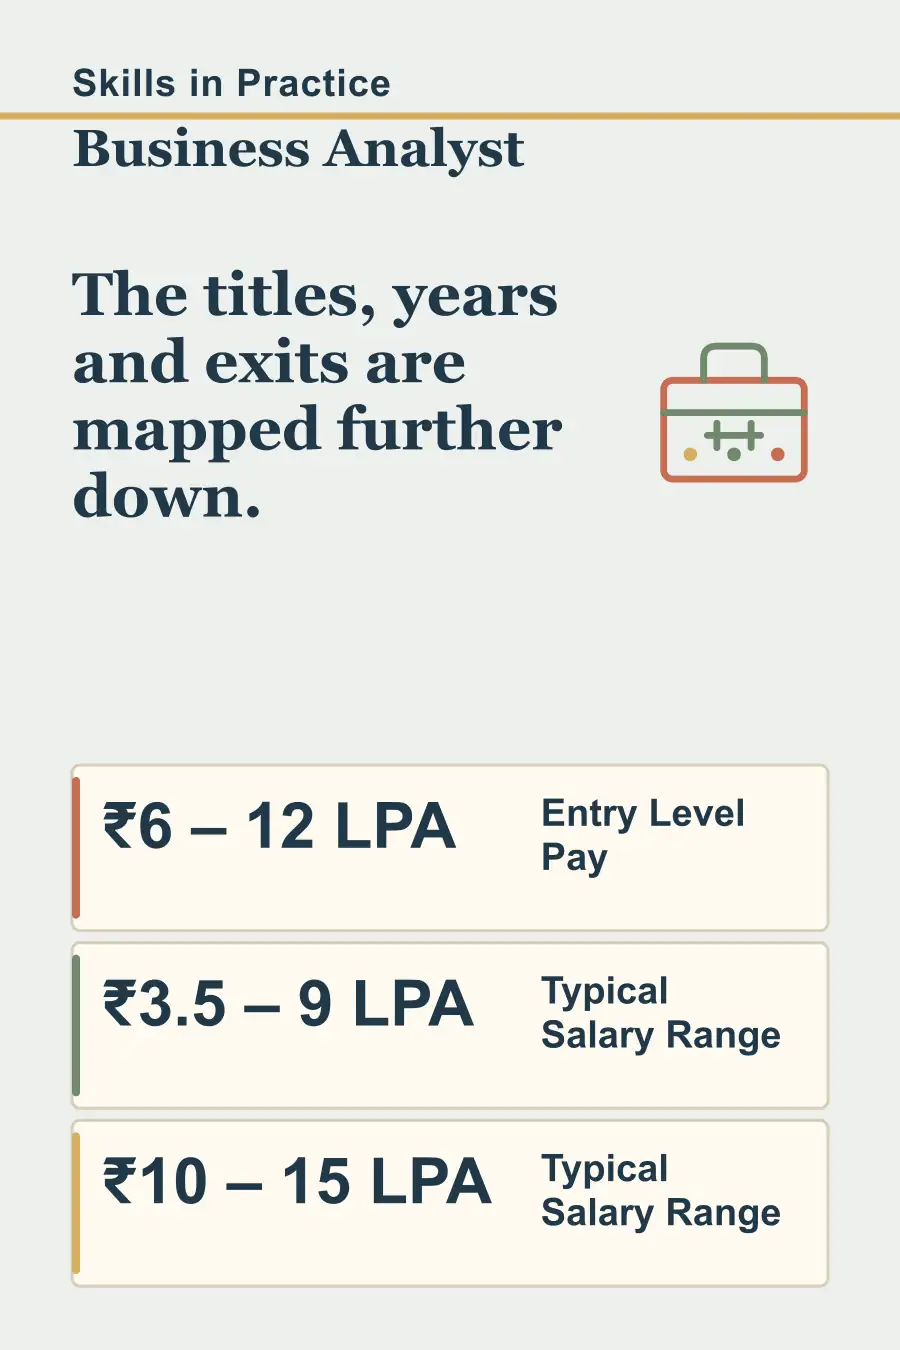 Skills in Practice
Business Analyst
The titles, years
and exits are
mapped further
down.
₹6 – 12 LPA
Entry Level
Pay
₹3.5 – 9 LPA
Typical
Salary Range
₹10 – 15 LPA
Typical
Salary Range